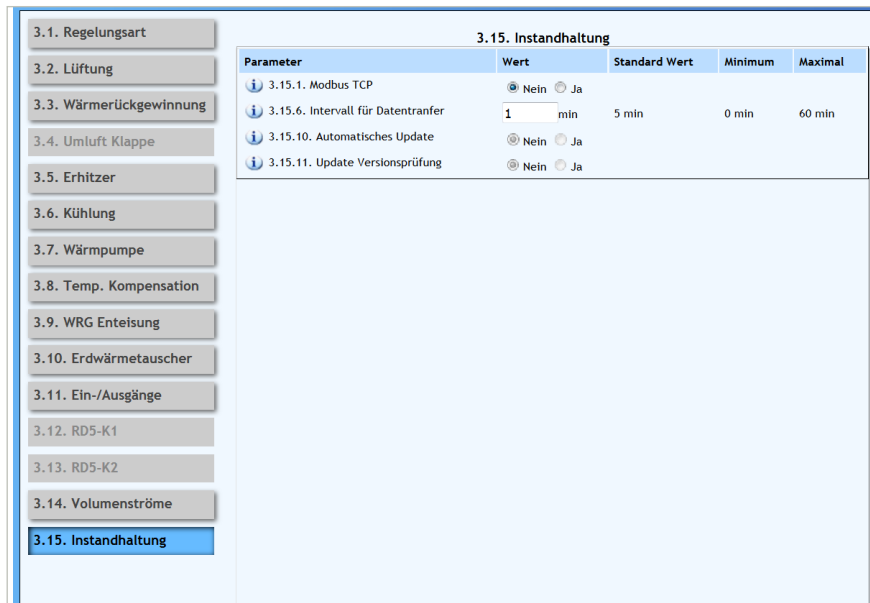 3.1. Regelungsart
3.2. Lüftung
3.3. Wärmerückgewinnung
3.4. Umluft Klappe
3.5. Erhitzer
3.6. Kühlung
3.7. Wärmpumpe
3.8. Temp. Kompensation
3.9. WRG Enteisung
3.10. Erdwärmetauscher
3.11. Ein-/Ausgänge
3.12. RD5-K1
3.13. RD5-K2
3.14. Volumenströme
3.15. Instandhaltung
3.15. Instandhaltung
Parameter Wert Standard Wert Minimum Maximal
3.15.1. Modbus TCP Nein Ja
3.15.6. Intervall für Datentranfer 1 min 5 min 0 min 60 min
3.15.10. Automatisches Update Nein Ja
3.15.11. Update Versionsprüfung Nein Ja